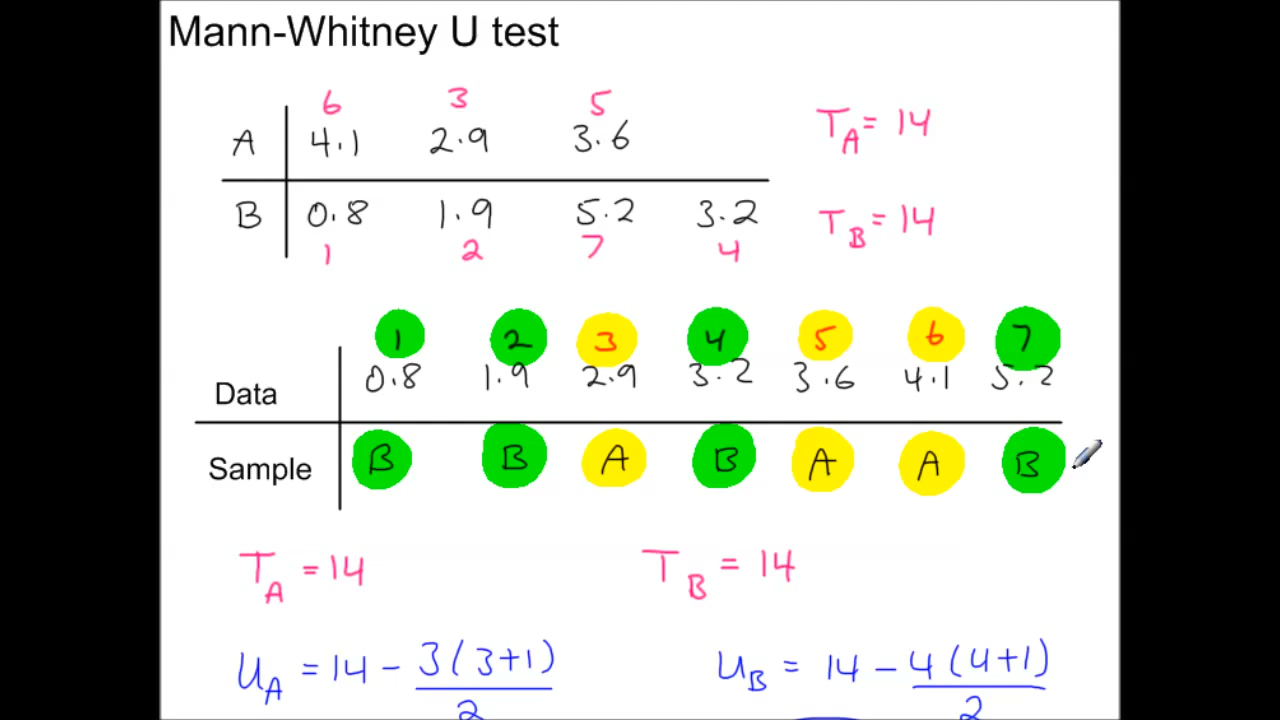 Mann-Whitney U test
6 3 5
A 4.1 2.9 3.6
T_A = 14
B 0.8 1.9 5.2 3.2
T_B = 14
1 2 7 4
1 2 3 4 5 6 7
Data 0.8 1.9 2.9 3.2 3.6 4.1 5.2
Sample B B A B A A B
T_A = 14 T_B = 14
U_A = 14 - 3(3+1)/2 U_B = 14 - 4(4+1)/2